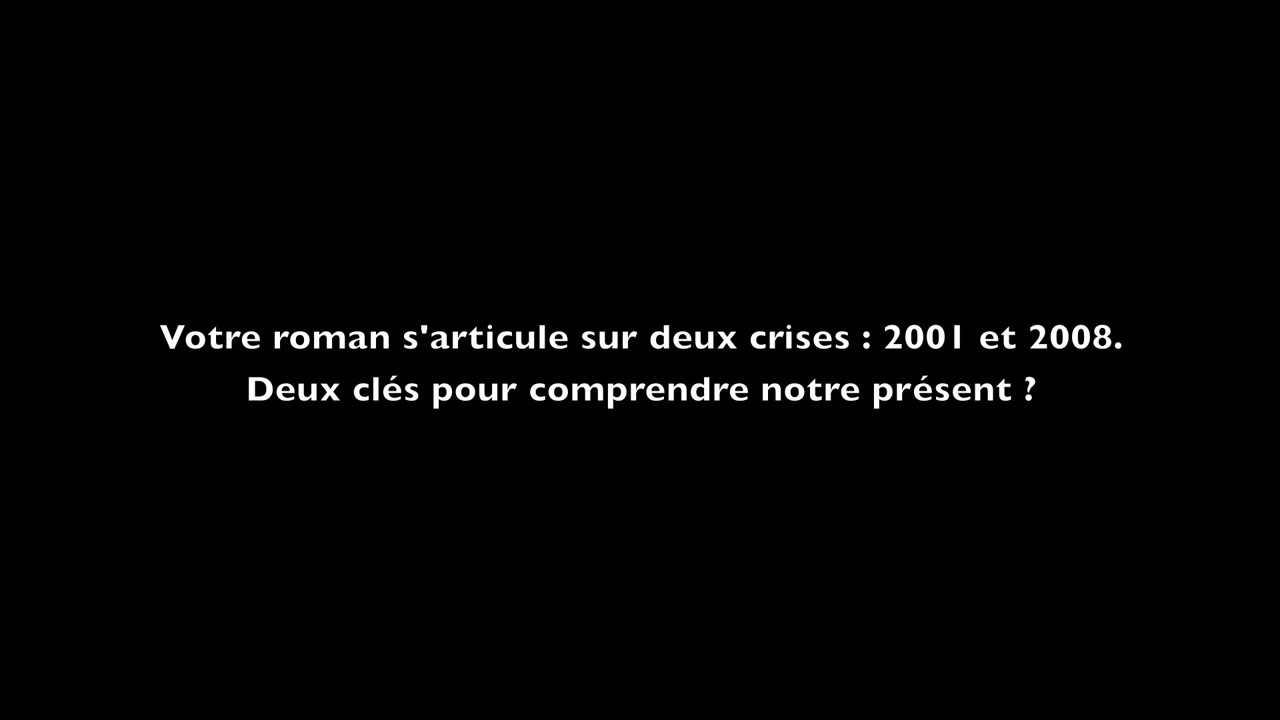 Votre roman s'articule sur deux crises : 2001 et 2008.
Deux clés pour comprendre notre présent ?